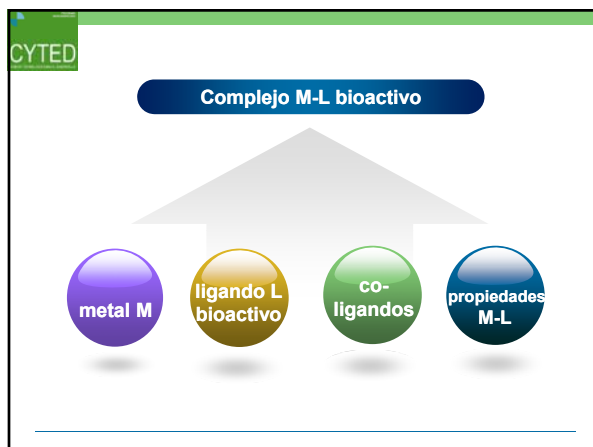 CYTED
Complejo M-L bioactivo
metal M
ligando L
bioactivo
co-
ligandos
propiedades
M-L